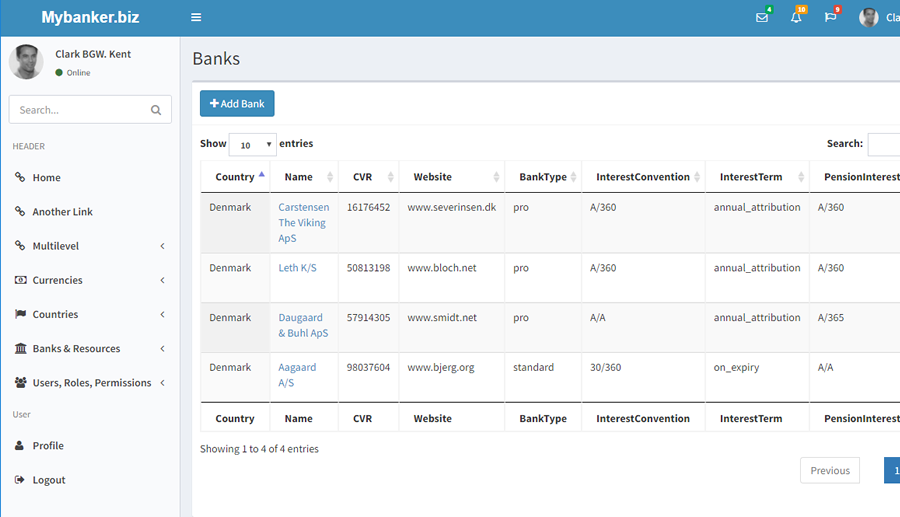 Mybanker.biz
4
10
9
Cla
Clark BGW. Kent
Online
Search...
HEADER
Home
Another Link
Multilevel
Currencies
Countries
Banks & Resources
Users, Roles, Permissions
User
Profile
Logout
Banks
Add Bank
Show 10 entries
Search:
Country Name CVR Website BankType InterestConvention InterestTerm PensionInterest
Denmark Carstensen 16176452 www.severinsen.dk pro A/360 annual_attribution A/360
The Viking
ApS
Denmark Leth K/S 50813198 www.bloch.net pro A/360 annual_attribution A/360
Denmark Daugaard 57914305 www.smidt.net pro A/A annual_attribution A/365
& Buhl ApS
Denmark Aagaard 98037604 www.bjerg.org standard 30/360 on_expiry A/A
A/S
Country Name CVR Website BankType InterestConvention InterestTerm PensionInterest
Showing 1 to 4 of 4 entries
Previous
1